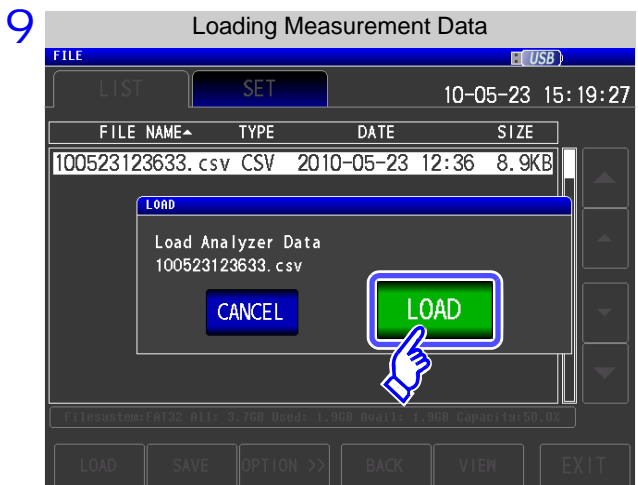 9
Loading Measurement Data
FILE
USB
LIST SET 10-05-23 15:19:27
FILE NAME▲ TYPE DATE SIZE
100523123633.csv CSV 2010-05-23 12:36 8.9KB
LOAD
Load Analyzer Data
100523123633.csv
CANCEL LOAD
Filesystem:FAT32 All: 3.7GB Used: 1.9GB Avail: 1.9GB Capacity:50.0%
LOAD SAVE OPTION >> BACK VIEW EXIT